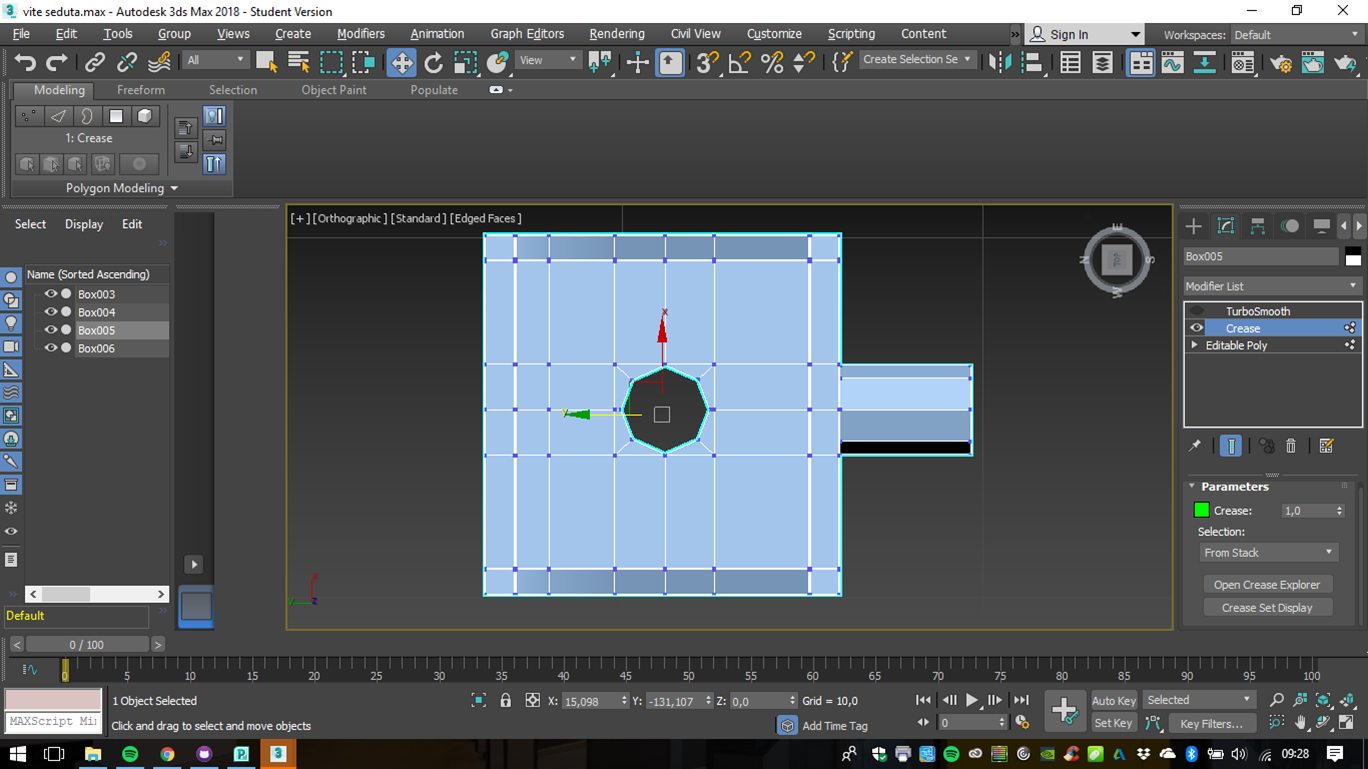 vite seduta.max - Autodesk 3ds Max 2018 - Student Version
File Edit Tools Group Views Create Modifiers Animation Graph Editors Rendering Civil View Customize Scripting Content » Sign In Workspaces: Default
All View Create Selection Se
Modeling Freeform Selection Object Paint Populate
1: Crease
Polygon Modeling
Select Display Edit
[+] [Orthographic] [Standard] [Edged Faces]
Name (Sorted Ascending)
Box003
Box004
Box005
Box006
x
y
E
N TOP S
W
Box005
Modifier List
TurboSmooth
Crease
Editable Poly
Parameters
Crease: 1,0
Selection:
From Stack
Open Crease Explorer
Crease Set Display
Default
0 / 100
0 5 10 15 20 25 30 35 40 45 50 55 60 65 70 75 80 85 90 95 100
1 Object Selected X: 15,098 Y: -131,107 Z: 0,0 Grid = 10,0 Auto Key Selected
MAXScript Mi
Click and drag to select and move objects Add Time Tag 0 Set Key Key Filters...
09:28